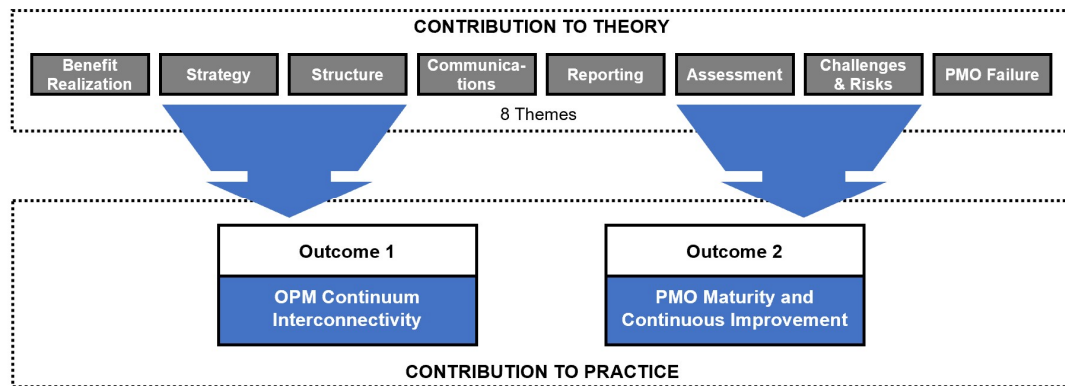 CONTRIBUTION TO THEORY
Benefit
Realization
Strategy
Structure
Communica-
tions
Reporting
Assessment
Challenges
& Risks
PMO Failure
8 Themes
Outcome 1
OPM Continuum
Interconnectivity
Outcome 2
PMO Maturity and
Continuous Improvement
CONTRIBUTION TO PRACTICE